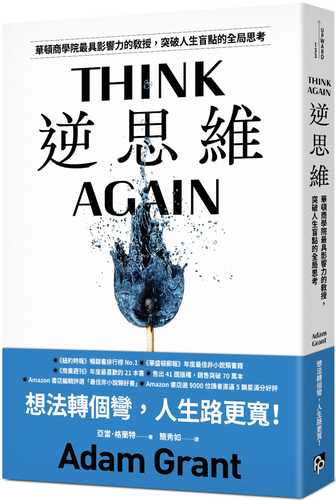 華頓商學院最具影響力的教授，突破人生盲點的全局思考
THINK
逆思維
AGAIN
●《紐約時報》暢銷書排行榜 No.1 ●《華盛頓郵報》年度最佳非小說類書籍
●《商業週刊》年度最喜歡的 21 本書 ●售出 41 國版權，銷售突破 70 萬本
●Amazon 書店編輯評選「最佳非小說類好書」 ●Amazon 書店逾 9000 位讀者直逼 5 顆星滿分好評
想法轉個彎，人生路更寬！
亞當・格蘭特—著 簡秀如—譯
Adam Grant
UPWARD
THINK
AGAIN
逆思維
華頓商學院最具影響力的教授，
突破人生盲點的全局思考
Adam
Grant
想法轉個彎，人生路更寬！